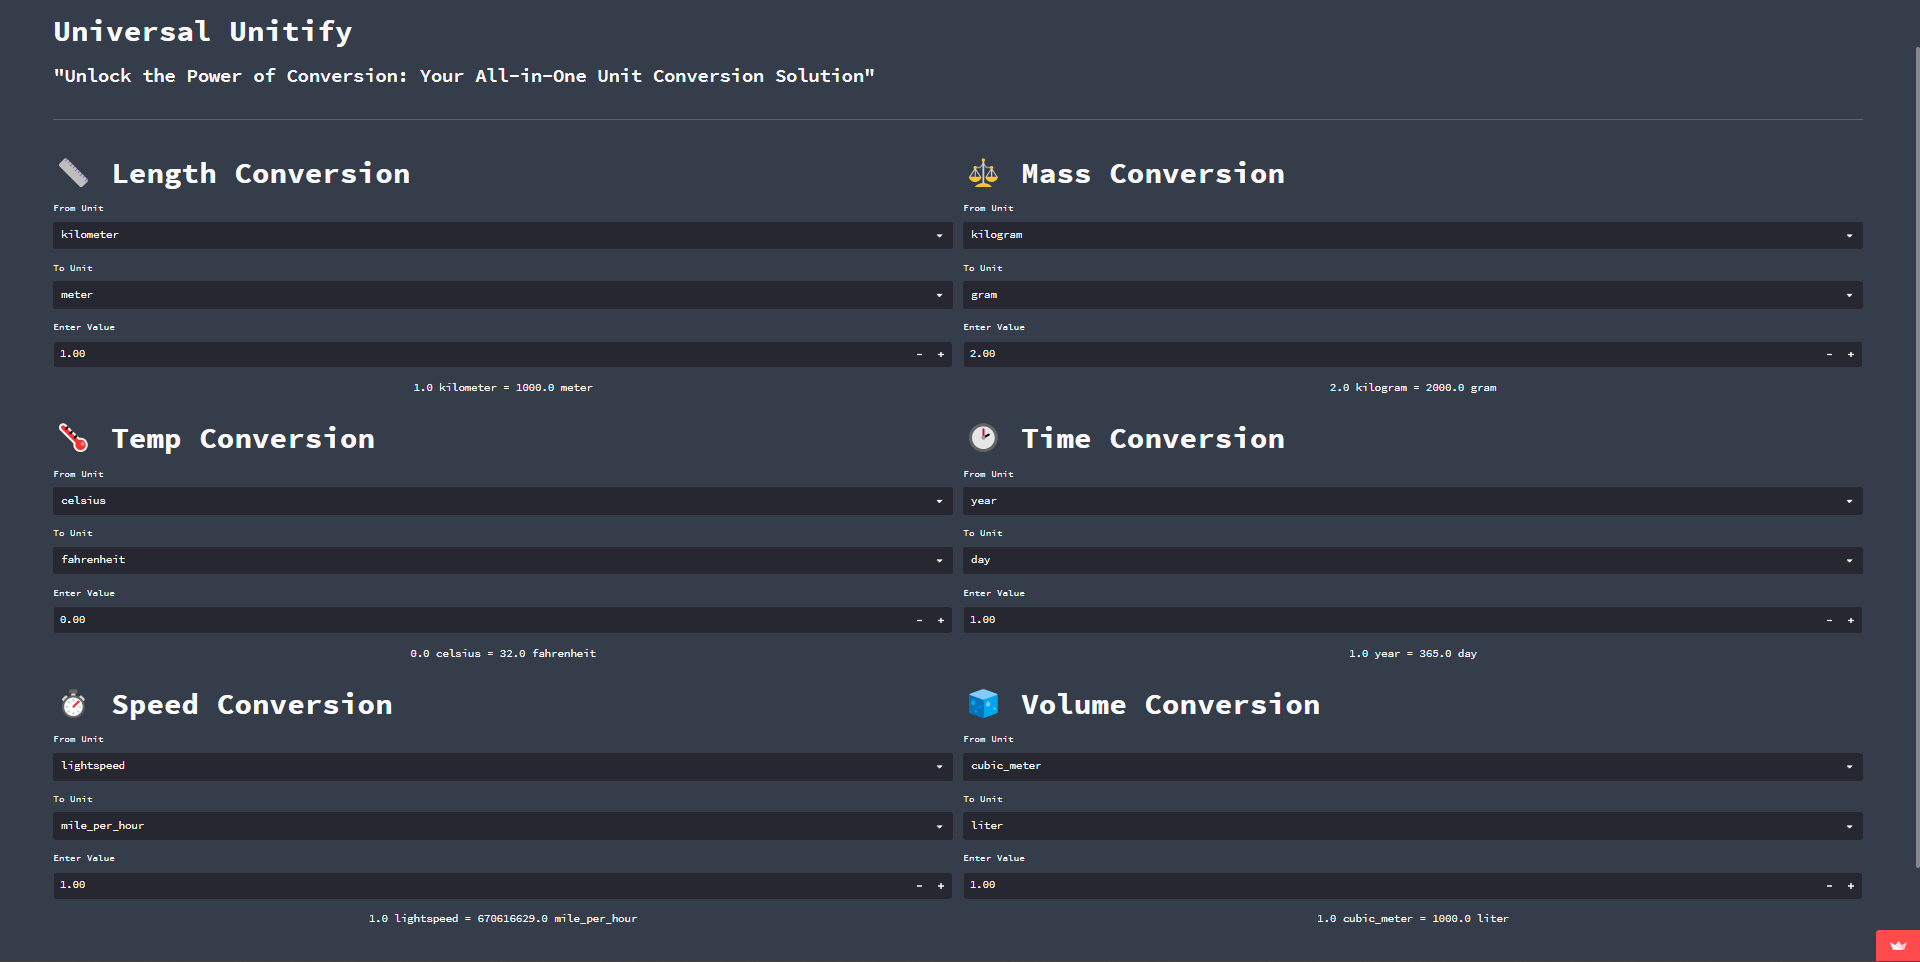 Universal Unitify
"Unlock the Power of Conversion: Your All-in-One Unit Conversion Solution"
Length Conversion
From Unit
kilometer
To Unit
meter
Enter Value
1.00 - +
1.0 kilometer = 1000.0 meter
Mass Conversion
From Unit
kilogram
To Unit
gram
Enter Value
2.00 - +
2.0 kilogram = 2000.0 gram
Temp Conversion
From Unit
celsius
To Unit
fahrenheit
Enter Value
0.00 - +
0.0 celsius = 32.0 fahrenheit
Time Conversion
From Unit
year
To Unit
day
Enter Value
1.00 - +
1.0 year = 365.0 day
Speed Conversion
From Unit
lightspeed
To Unit
mile_per_hour
Enter Value
1.00 - +
1.0 lightspeed = 670616629.0 mile_per_hour
Volume Conversion
From Unit
cubic_meter
To Unit
liter
Enter Value
1.00 - +
1.0 cubic_meter = 1000.0 liter